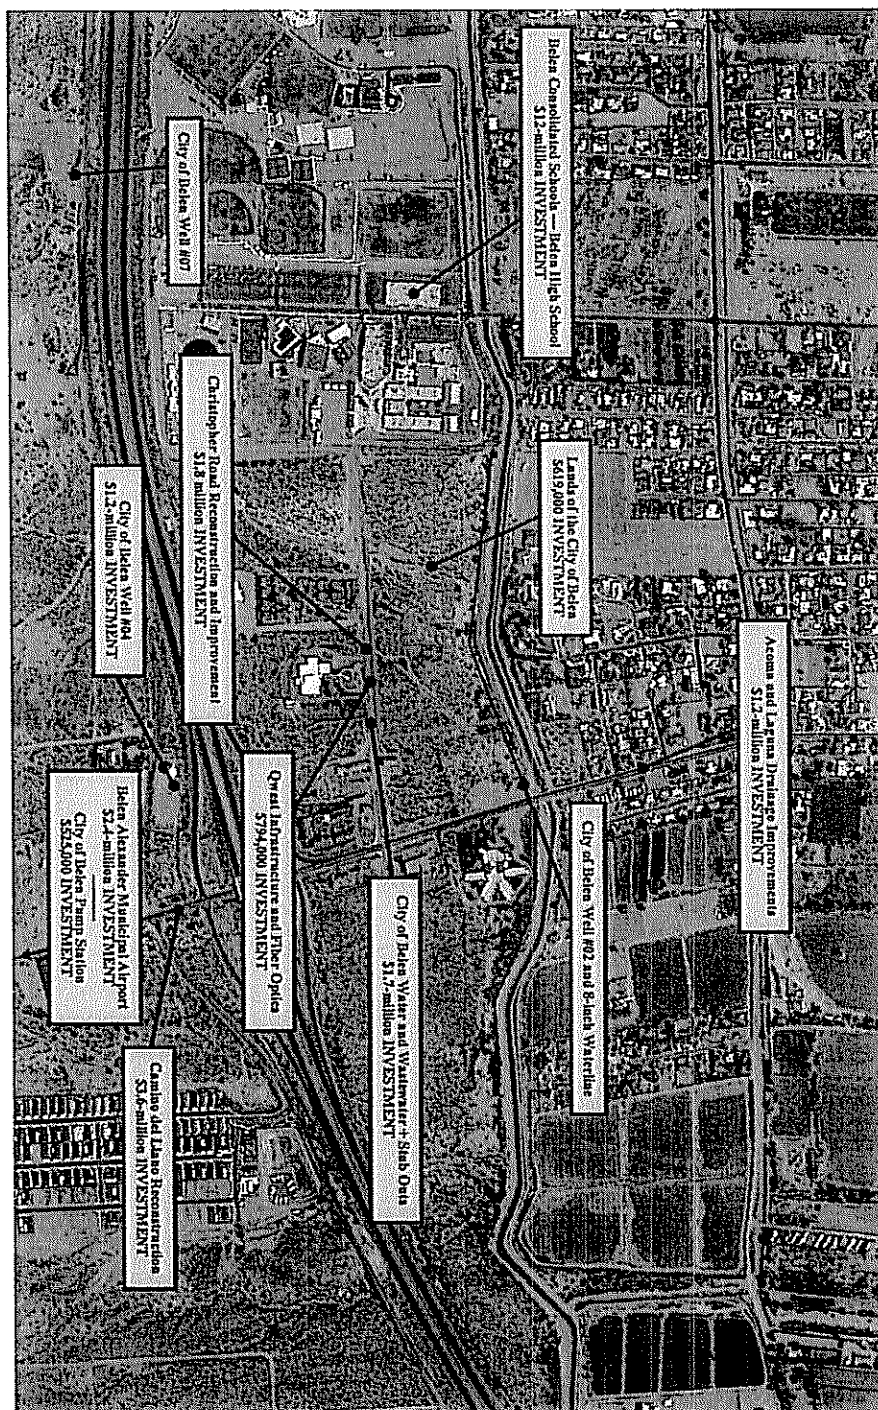 Acoma and Laguna Drainage Improvements
$1.2-million INVESTMENT
Belen Consolidated Schools — Belen High School
$12-million INVESTMENT
Lands of the City of Belen
$619,000 INVESTMENT
City of Belen Well #02 and 8-Inch Waterline
City of Belen Water and Wastewater + Stub Outs
$1.7-million INVESTMENT
Christopher Road Reconstruction and Improvement
$1.8-million INVESTMENT
Qwest Infrastructure and Fiber Optics
$794,000 INVESTMENT
City of Belen Well #07
City of Belen Well #04
$1.2-million INVESTMENT
Camino del Llano Reconstruction
$3.6-million INVESTMENT
Belen Alexander Municipal Airport
$2.4-million INVESTMENT
City of Belen Pump Station
$525,000 INVESTMENT